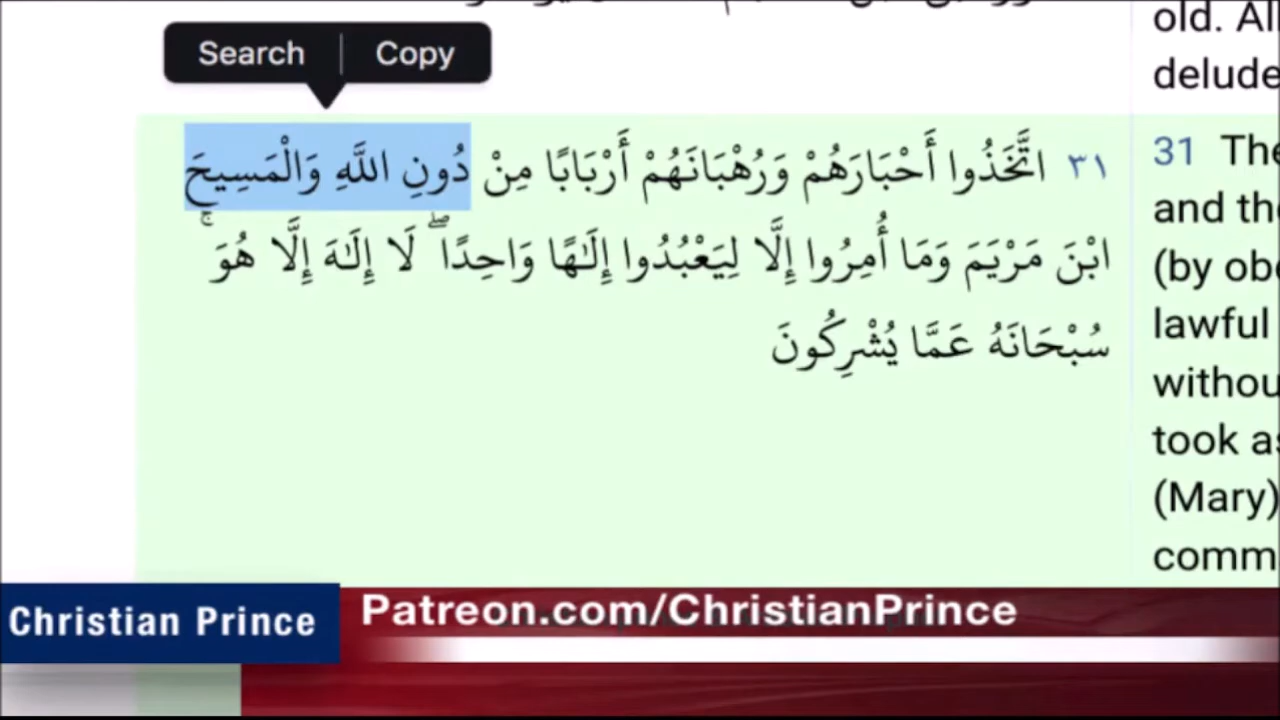 old. Al
delude
Search
Copy
٣١ اتَّخَذُوا أَحْبَارَهُمْ وَرُهْبَانَهُمْ أَرْبَابًا مِنْ دُونِ اللَّهِ وَالْمَسِيحَ
ابْنَ مَرْيَمَ وَمَا أُمِرُوا إِلَّا لِيَعْبُدُوا إِلَٰهًا وَاحِدًا ۖ لَا إِلَٰهَ إِلَّا هُوَ ۚ
سُبْحَانَهُ عَمَّا يُشْرِكُونَ
31 The
and the
(by obe
lawful
withou
took as
(Mary)
comm
Christian Prince
Patreon.com/ChristianPrince